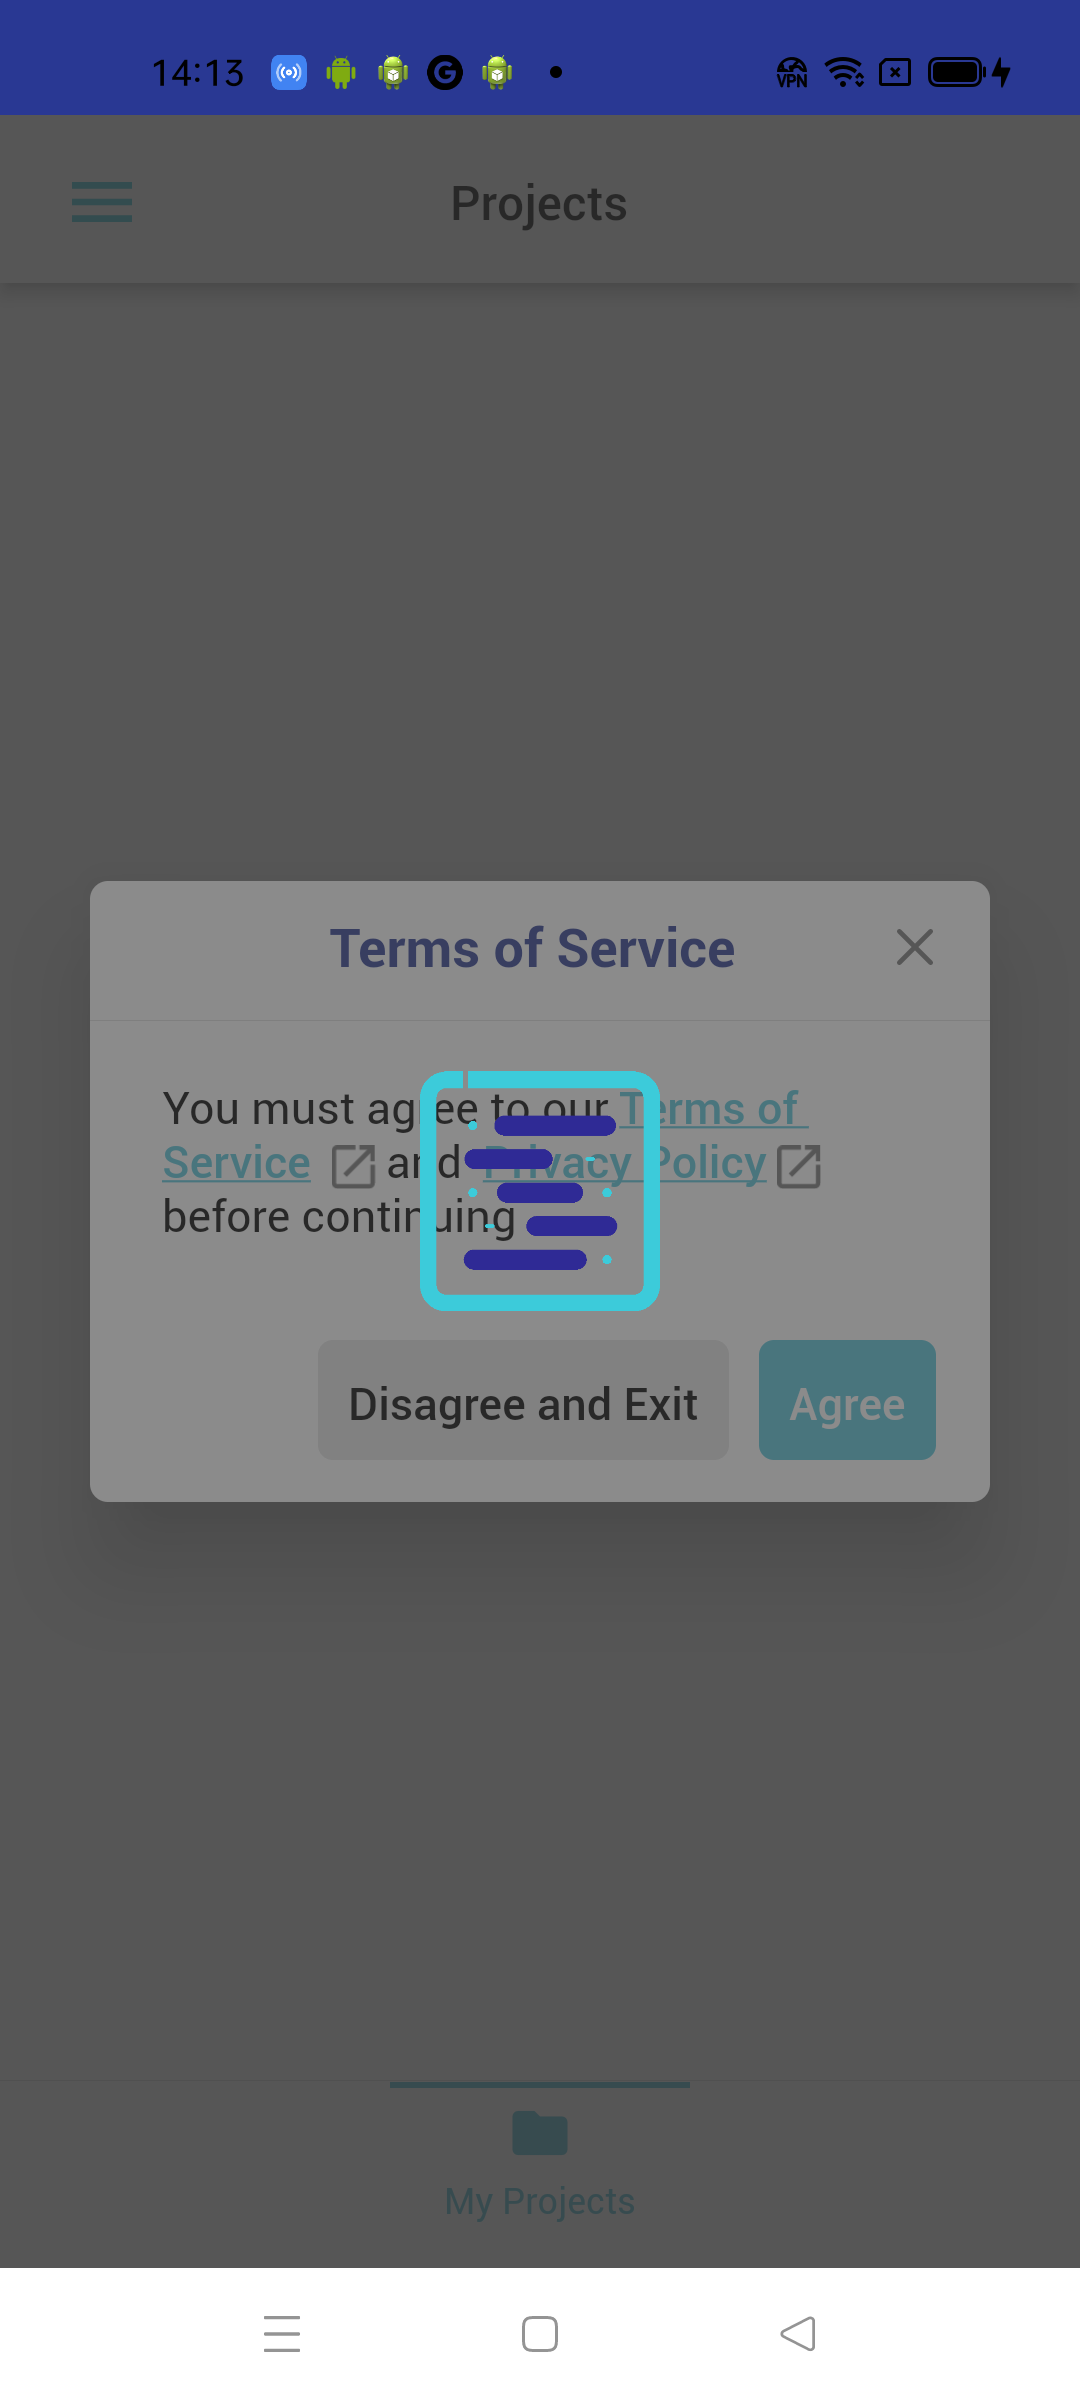 14:13
VPN
Projects
Terms of Service
You must agree to our Terms of
Service and Privacy Policy
before continuing
Disagree and Exit
Agree
My Projects